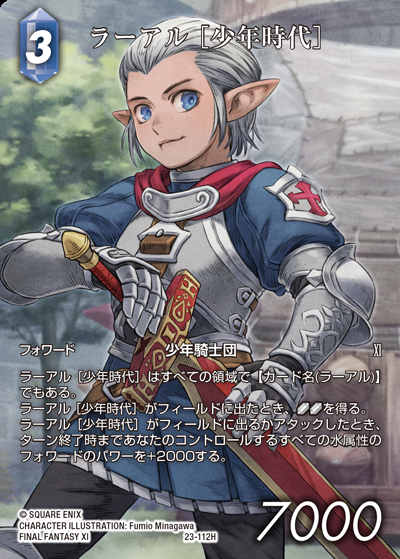 3
ラーアル [少年時代]
フォワード 少年騎士団 XI
ラーアル [少年時代] はすべての領域で【カード名(ラーアル)】
でもある。
ラーアル [少年時代] がフィールドに出たとき、を得る。
ラーアル [少年時代] がフィールドに出るかアタックしたとき、
ターン終了時まであなたのコントロールするすべての水属性の
フォワードのパワーを+2000する。
© SQUARE ENIX
CHARACTER ILLUSTRATION: Fumio Minagawa
FINAL FANTASY XI 23-112H
7000